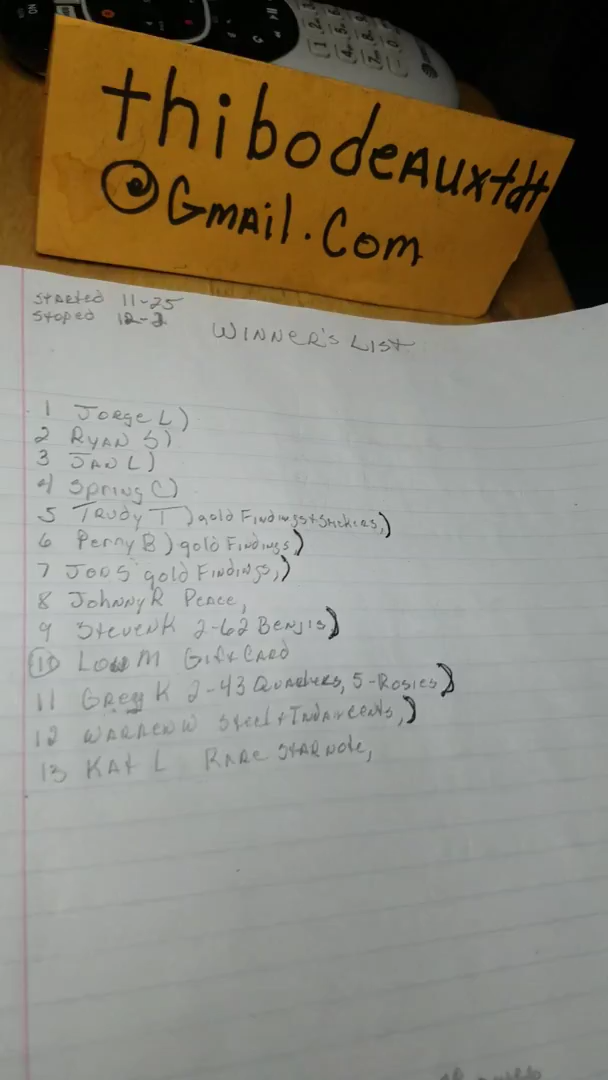 thibodeAuxtdt
@GmAil.Com
STARTED 11-25
Stoped 12-2
WINNER'S LIST
1 Jorge L)
2 RYAN S)
3 JAN L)
4 Spring C)
5 Trudy T) gold Findings+Stickers,)
6 Penny B) gold Findings,)
7 JODS gold Findings,)
8 Johnny R Peace,
9 Steven K 2-62 Benjis)
10 Lou M Gift CARD
11 Greg K 2-43 Quarters, 5-Rosies)
12 WARREN W Steel +
13 KAt L RARE STAR Note,